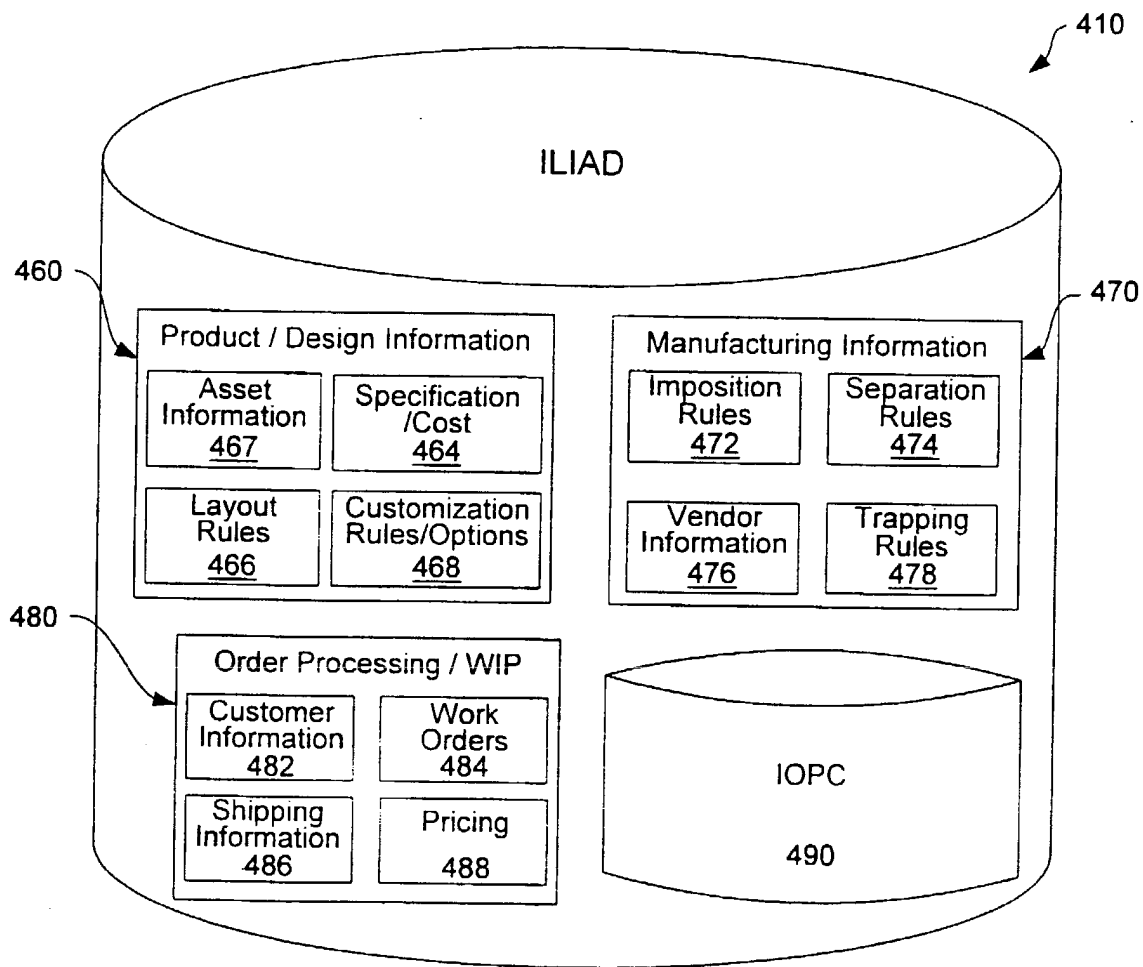 410
ILIAD
460
470
Product / Design Information
Asset
Information
467
Specification
/Cost
464
Layout
Rules
466
Customization
Rules/Options
468
Manufacturing Information
Imposition
Rules
472
Separation
Rules
474
Vendor
Information
476
Trapping
Rules
478
480
Order Processing / WIP
Customer
Information
482
Work
Orders
484
Shipping
Information
486
Pricing
488
IOPC
490